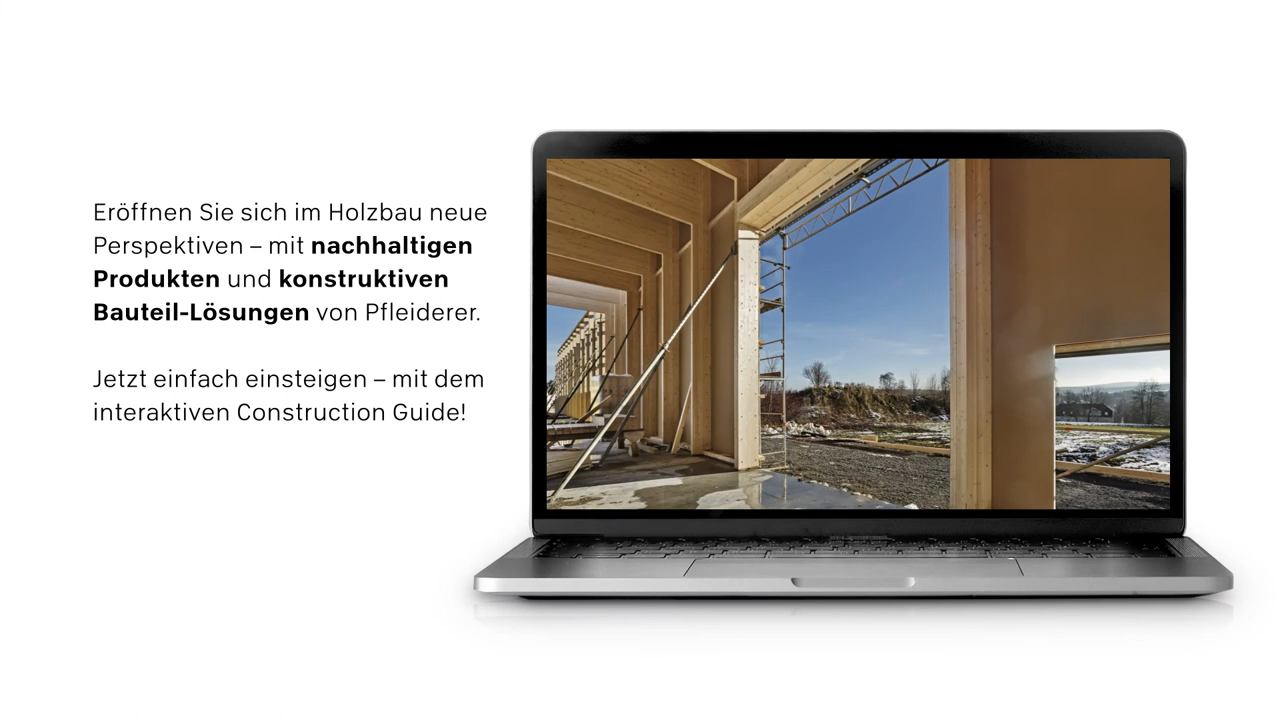 Eröffnen Sie sich im Holzbau neue
Perspektiven – mit nachhaltigen
Produkten und konstruktiven
Bauteil-Lösungen von Pfleiderer.
Jetzt einfach einsteigen – mit dem
interaktiven Construction Guide!